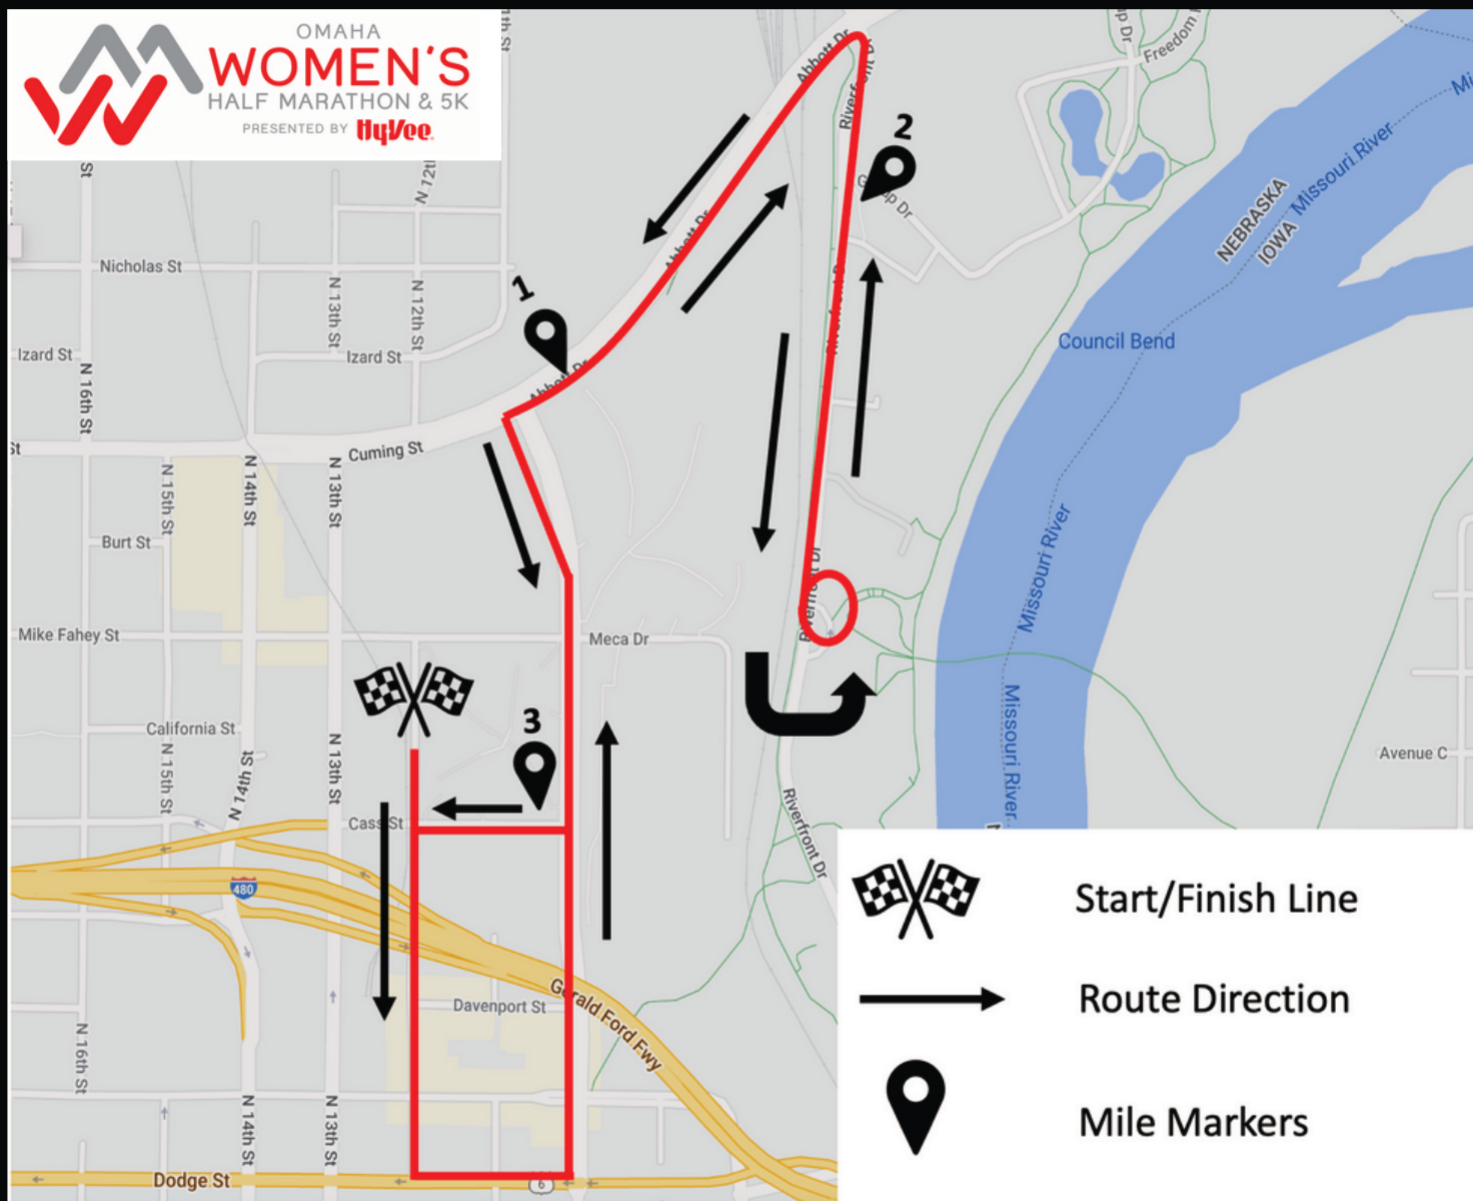 OMAHA
WOMEN'S
HALF MARATHON & 5K
PRESENTED BY HyVee
Abbott Dr
Riverfront Dr
Freedom
2
Missouri River
NEBRASKA
IOWA
Nicholas St
N 13th St
N 12th St
Abbott Dr
Council Bend
1
Izard St
Izard St
N 16th St
Abbott Dr
Cuming St
N 15th St
N 14th St
N 13th St
Burt St
Riverfront Dr
Missouri River
Mike Fahey St
Meca Dr
California St
3
N 15th St
N 14th St
N 13th St
Missouri River
Avenue C
Cass St
Riverfront Dr
480
Start/Finish Line
Davenport St
Gerald Ford Fwy
Route Direction
N 16th St
N 14th St
N 13th St
Mile Markers
Dodge St
6